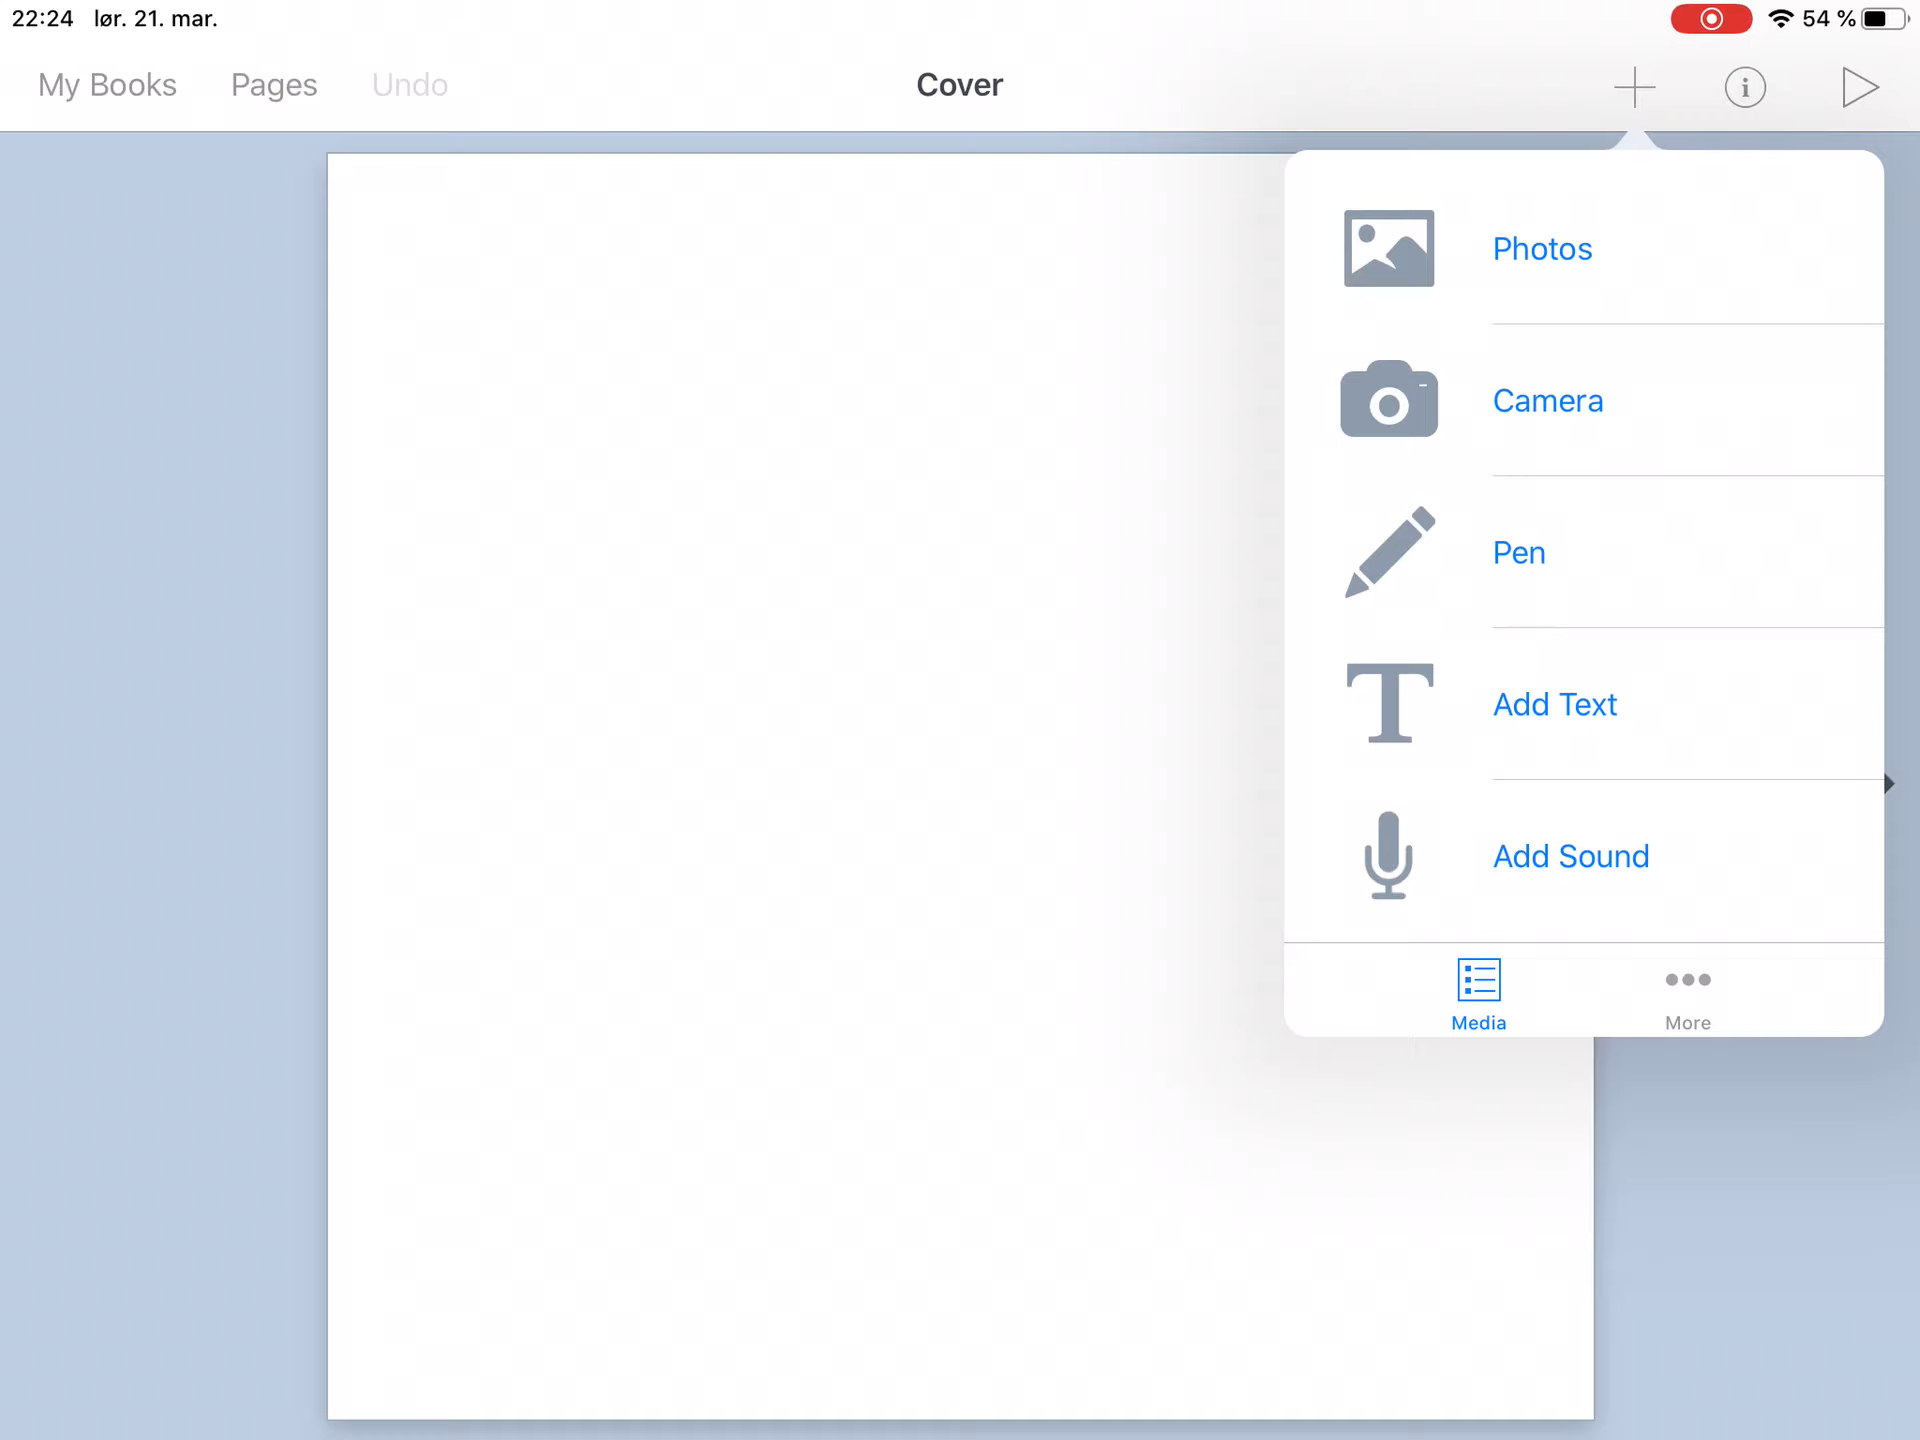 22:24 lør. 21. mar. 54 %
My Books Pages Undo Cover
Photos
Camera
Pen
Add Text
Add Sound
Media More